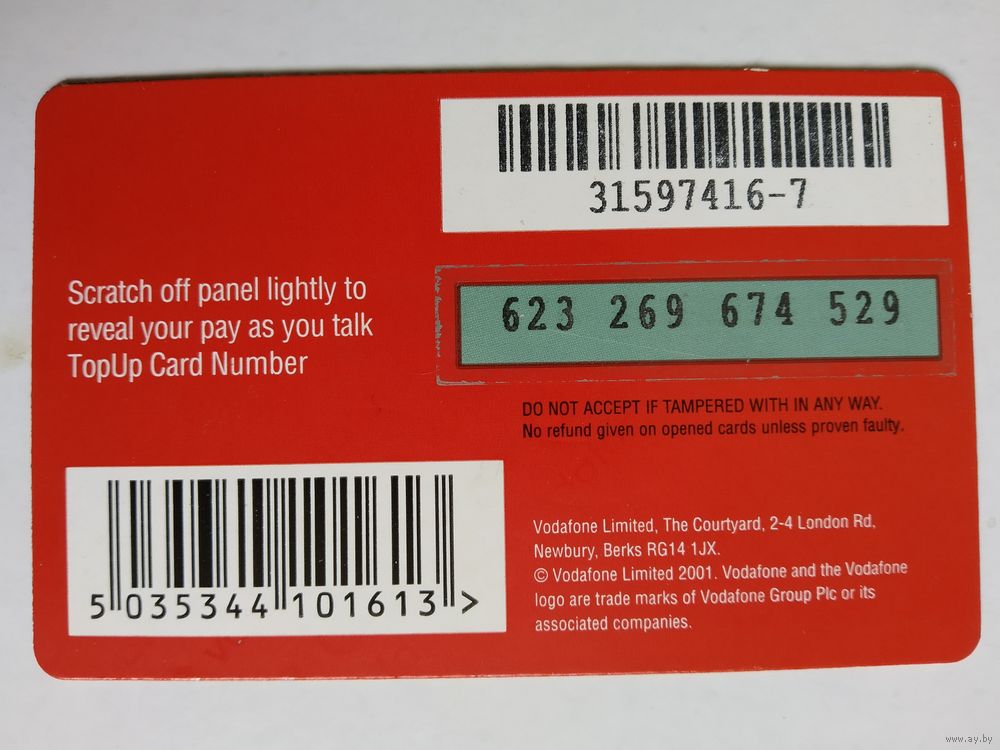 31597416-7
Scratch off panel lightly to
reveal your pay as you talk
TopUp Card Number
623 269 674 529
DO NOT ACCEPT IF TAMPERED WITH IN ANY WAY.
No refund given on opened cards unless proven faulty.
5 035344 101613 >
Vodafone Limited, The Courtyard, 2-4 London Rd,
Newbury, Berks RG14 1JX.
© Vodafone Limited 2001. Vodafone and the Vodafone
logo are trade marks of Vodafone Group Plc or its
associated companies.
www.ay.by